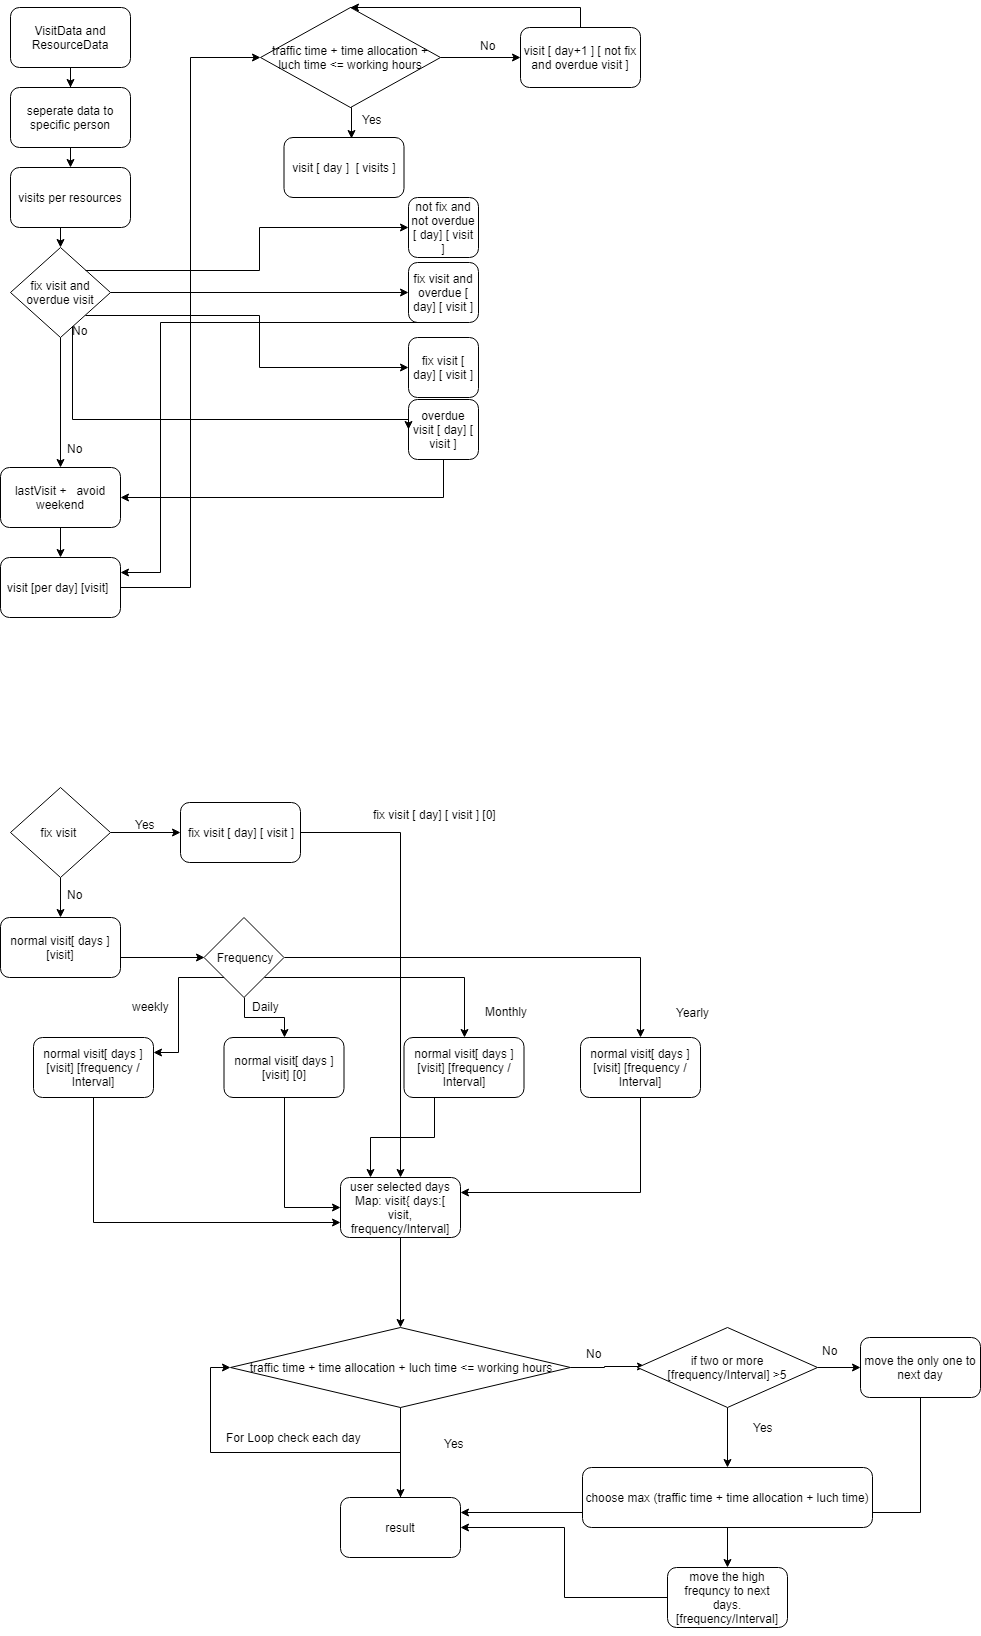 VisitData and
ResourceData
seperate data to
specific person
visits per resources
fix visit and
overdue visit
No
No
lastVisit +   avoid
weekend
visit [per day] [visit]
traffic time + time allocation +
luch time <= working hours
No
visit [ day+1 ] [ not fix
and overdue visit ]
Yes
visit [ day ]  [ visits ]
not fix and
not overdue
[ day] [ visit
]
fix visit and
overdue [
day] [ visit ]
fix visit [
day] [ visit ]
overdue
visit [ day] [
visit ]
fix visit
Yes
fix visit [ day] [ visit ]
fix visit [ day] [ visit ] [0]
No
normal visit[ days ]
[visit]
Frequency
weekly
Daily
Monthly
Yearly
normal visit[ days ]
[visit] [frequency /
Interval]
normal visit[ days ]
[visit] [0]
normal visit[ days ]
[visit] [frequency /
Interval]
normal visit[ days ]
[visit] [frequency /
Interval]
user selected days
Map: visit{ days:[
visit,
frequency/Interval]
traffic time + time allocation + luch time <= working hours
No
if two or more
[frequency/Interval] >5
No
move the only one to
next day
For Loop check each day
Yes
Yes
choose max (traffic time + time allocation + luch time)
result
move the high
frequncy to next
days.
[frequency/Interval]